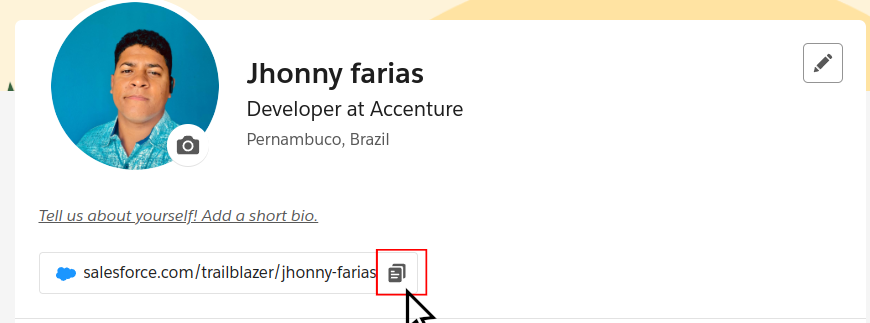 Jhonny farias
Developer at Accenture
Pernambuco, Brazil
Tell us about yourself! Add a short bio.
salesforce.com/trailblazer/jhonny-farias